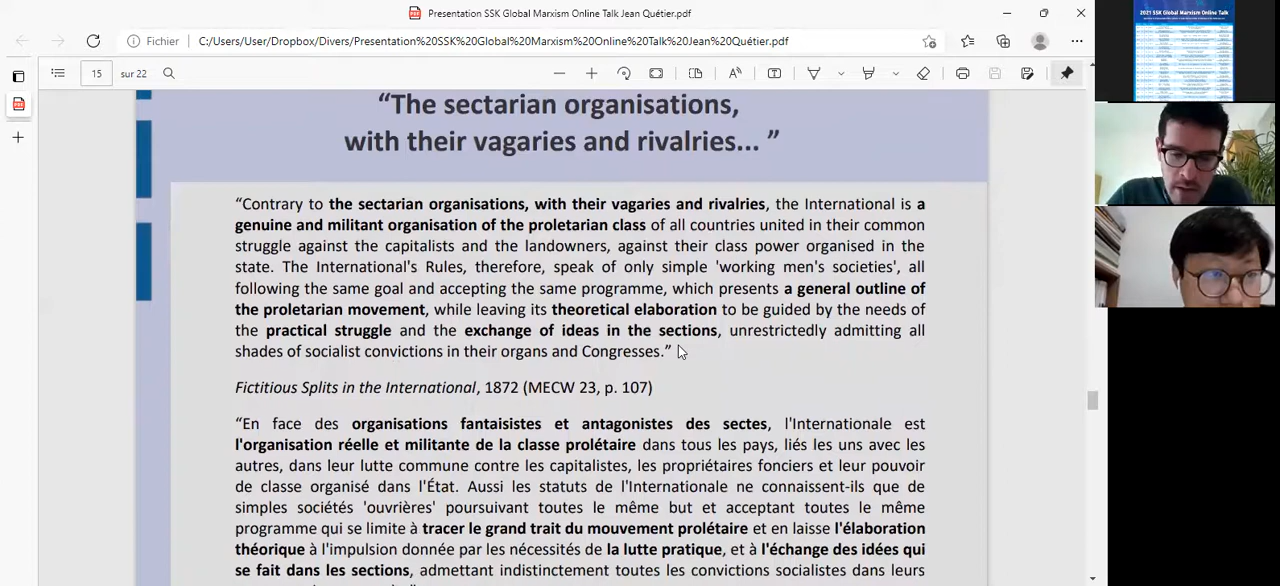 Presentation SSK Global Marxism Online Talk Jean Quétier.pdf
Fichier C:/Users/User/Dropbox/Divers/Presentation%20SSK%20Global%20Marxism%20Online%20Talk%20Jean%20Quétier.pdf
15 sur 22
2021 SSK Global Marxism Online Talk
“The sectarian organisations,
with their vagaries and rivalries... ”
“Contrary to the sectarian organisations, with their vagaries and rivalries, the International is a
genuine and militant organisation of the proletarian class of all countries united in their common
struggle against the capitalists and the landowners, against their class power organised in the
state. The International's Rules, therefore, speak of only simple 'working men's societies', all
following the same goal and accepting the same programme, which presents a general outline of
the proletarian movement, while leaving its theoretical elaboration to be guided by the needs of
the practical struggle and the exchange of ideas in the sections, unrestrictedly admitting all
shades of socialist convictions in their organs and Congresses.”
Fictitious Splits in the International, 1872 (MECW 23, p. 107)
“En face des organisations fantaisistes et antagonistes des sectes, l'Internationale est
l'organisation réelle et militante de la classe prolétaire dans tous les pays, liés les uns avec les
autres, dans leur lutte commune contre les capitalistes, les propriétaires fonciers et leur pouvoir
de classe organisé dans l'État. Aussi les statuts de l'Internationale ne connaissent-ils que de
simples sociétés 'ouvrières' poursuivant toutes le même but et acceptant toutes le même
programme qui se limite à tracer le grand trait du mouvement prolétaire et en laisse l'élaboration
théorique à l'impulsion donnée par les nécessités de la lutte pratique, et à l'échange des idées qui
se fait dans les sections, admettant indistinctement toutes les convictions socialistes dans leurs